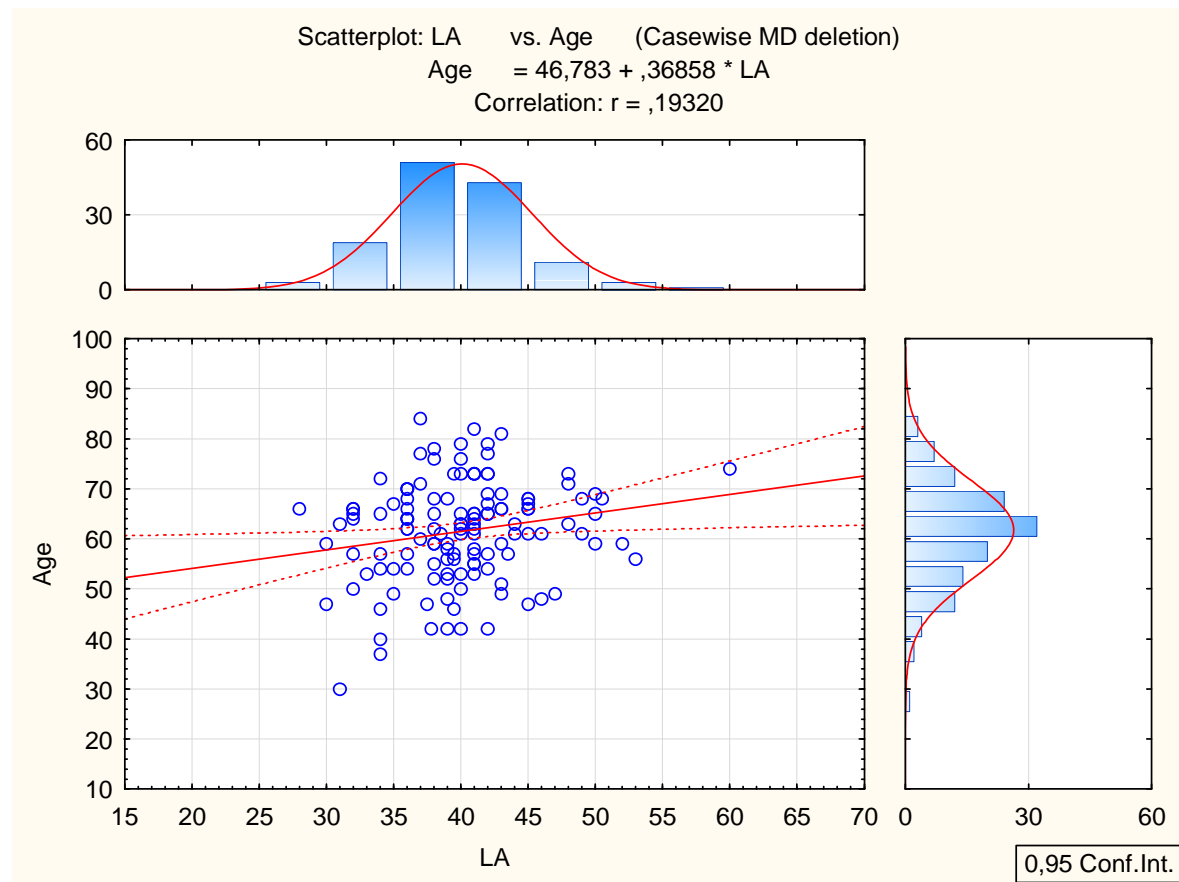 Scatterplot: LA vs. Age (Casewise MD deletion)
Age = 46,783 + ,36858 * LA
Correlation: r = ,19320
60
30
0
100
90
80
70
60
50
40
30
20
10
Age
15 20 25 30 35 40 45 50 55 60 65 70
LA
0 30 60
0,95 Conf.Int.